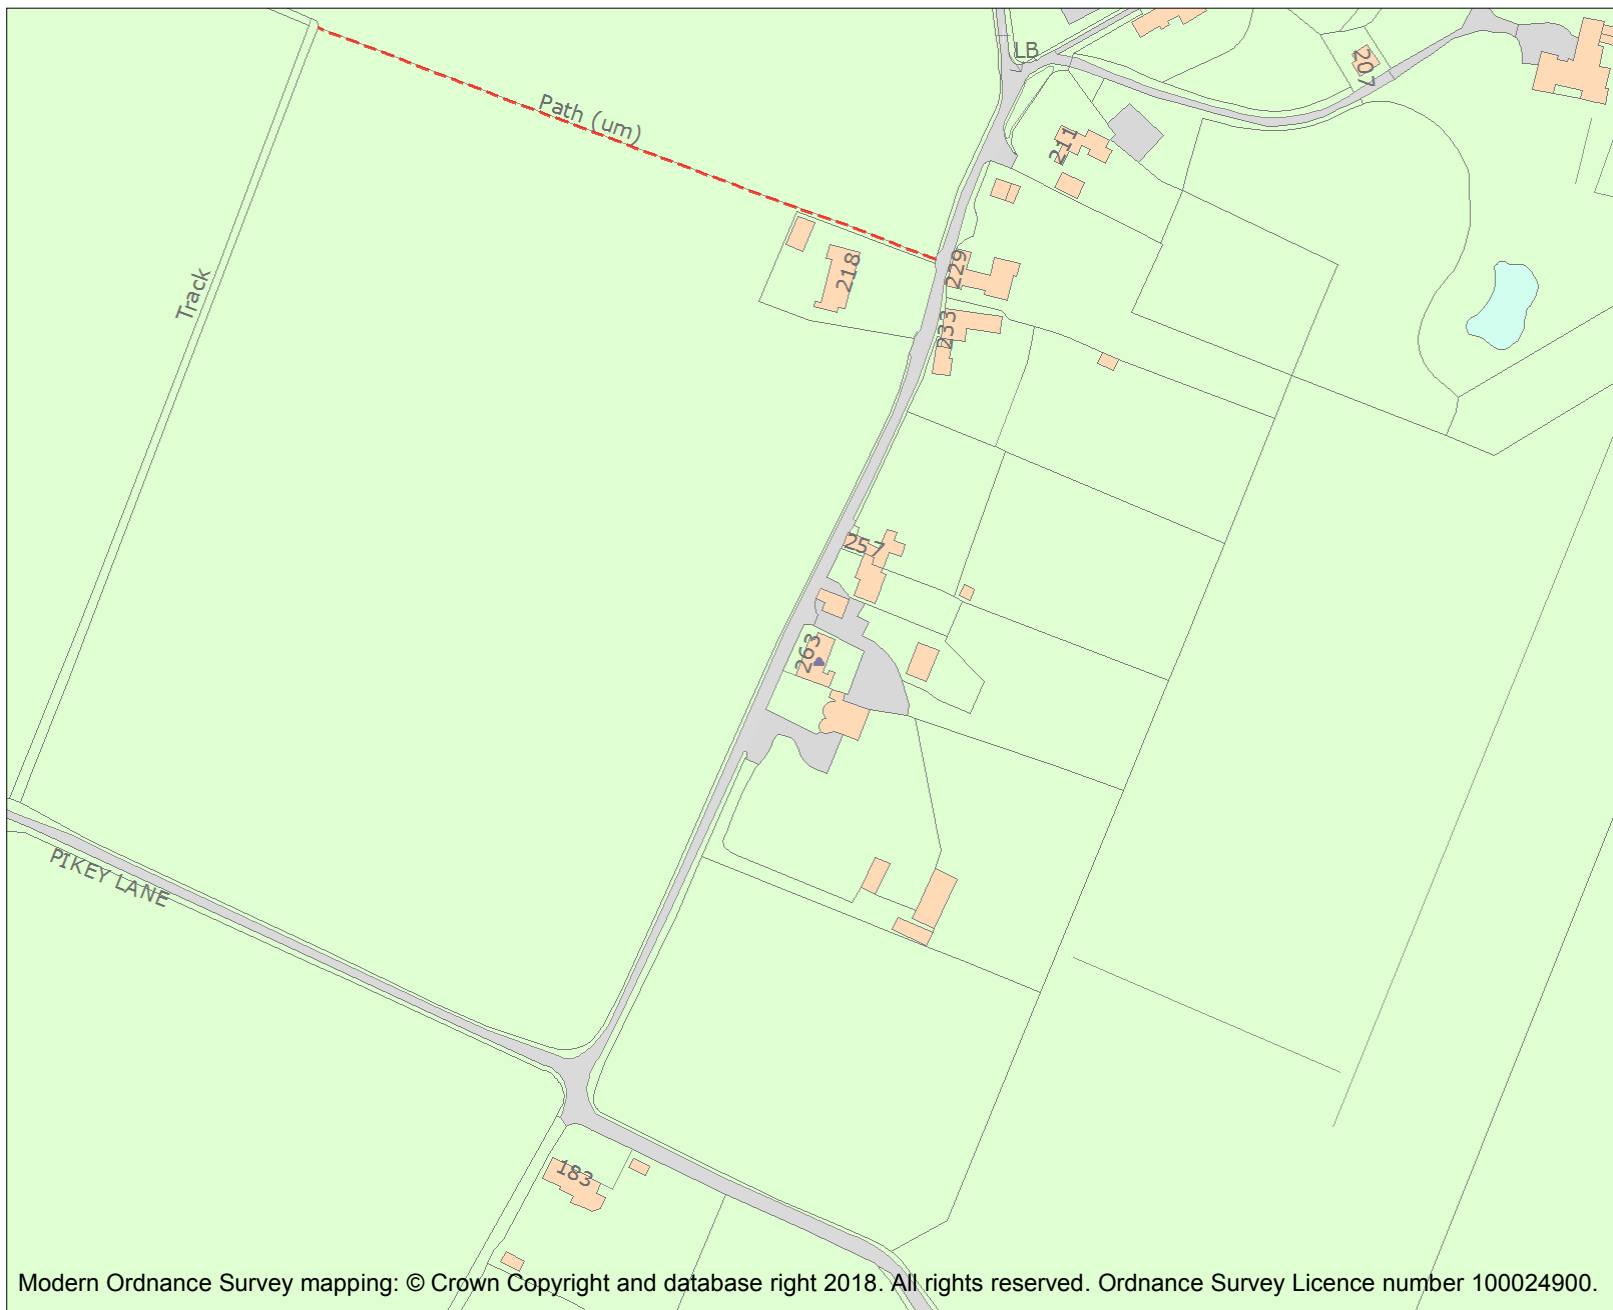 LB
207
Path (um)
211
218
229
Track
233
257
263
PIKEY LANE
183
Modern Ordnance Survey mapping: © Crown Copyright and database right 2018. All rights reserved. Ordnance Survey Licence number 100024900.